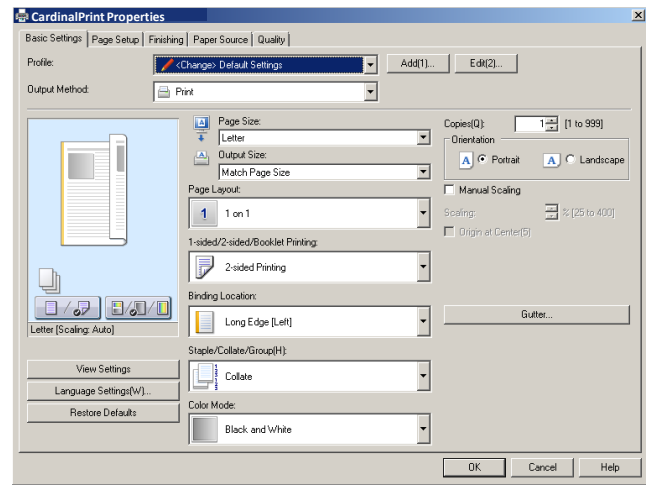 CardinalPrint Properties
Basic Settings Page Setup Finishing Paper Source Quality
Profile: <Change> Default Settings Add(1)... Edit(2)...
Output Method: Print
Page Size:
Letter
Output Size:
Match Page Size
Page Layout:
1 1 on 1
1-sided/2-sided/Booklet Printing:
2-sided Printing
Binding Location:
Long Edge [Left]
Staple/Collate/Group(H):
Collate
Color Mode:
Black and White
Copies(Q): 1 [1 to 999]
Orientation
A Portrait A Landscape
Manual Scaling
Scaling: % [25 to 400]
Origin at Center(5)
Gutter...
Letter [Scaling: Auto]
View Settings
Language Settings(W)...
Restore Defaults
OK Cancel Help